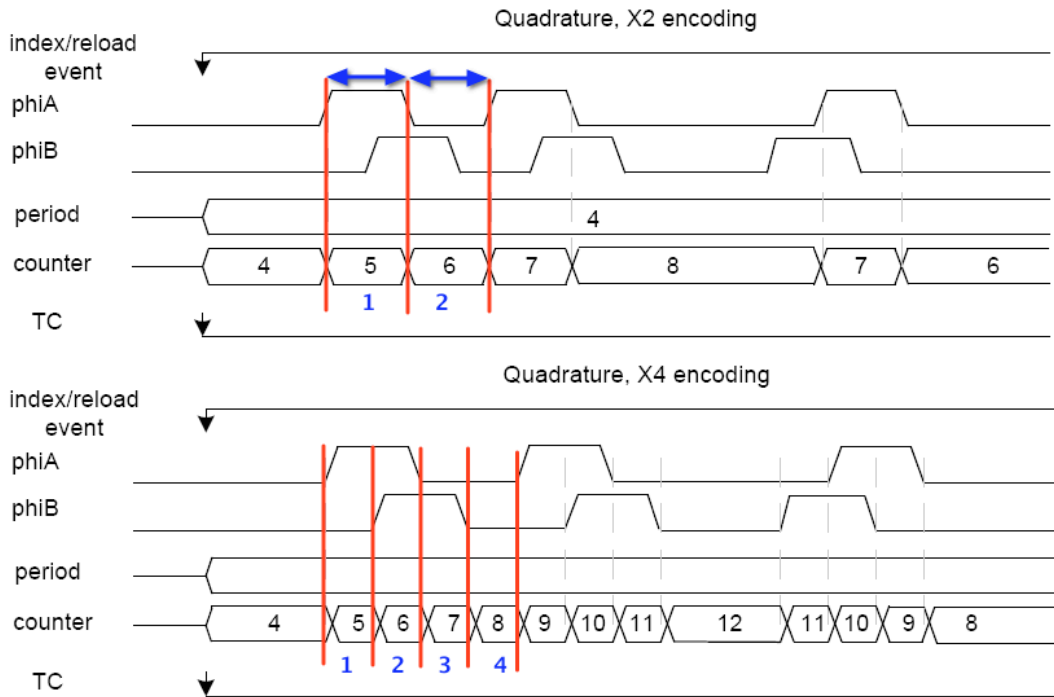 Quadrature, X2 encoding
index/reload
event
phiA
phiB
period
4
counter
4 5 6 7 8 7 6
1 2
TC
Quadrature, X4 encoding
index/reload
event
phiA
phiB
period
counter
4 5 6 7 8 9 10 11 12 11 10 9 8
1 2 3 4
TC